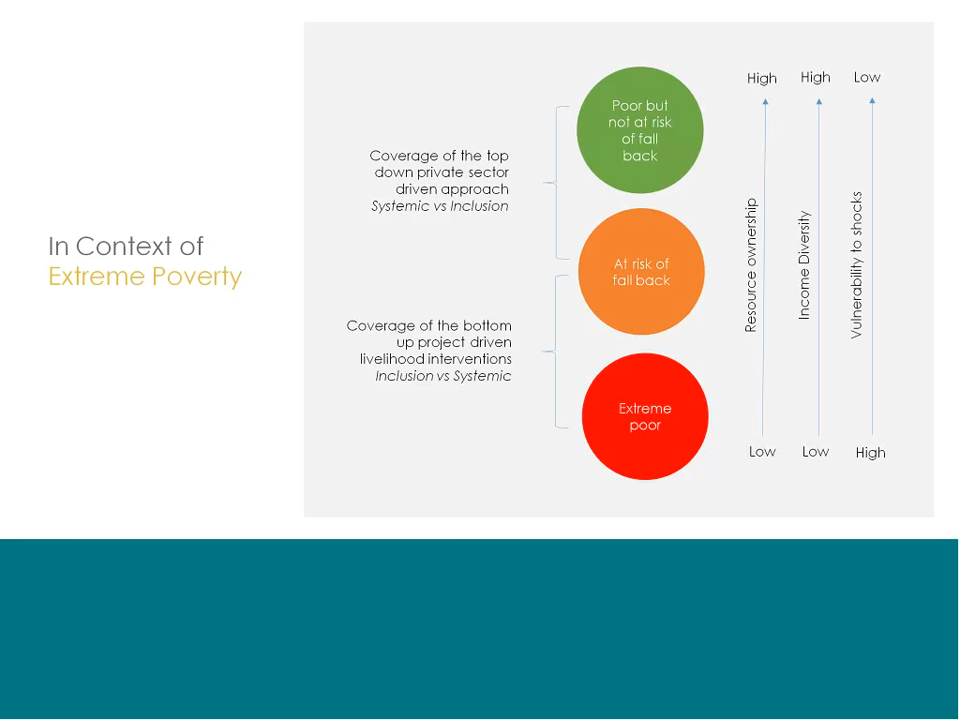 In Context of
Extreme Poverty
Coverage of the top
down private sector
driven approach
Systemic vs Inclusion
Coverage of the bottom
up project driven
livelihood interventions
Inclusion vs Systemic
Poor but
not at risk
of fall
back
At risk of
fall back
Extreme
poor
High
High
Low
Resource ownership
Income Diversity
Vulnerability to shocks
Low
Low
High